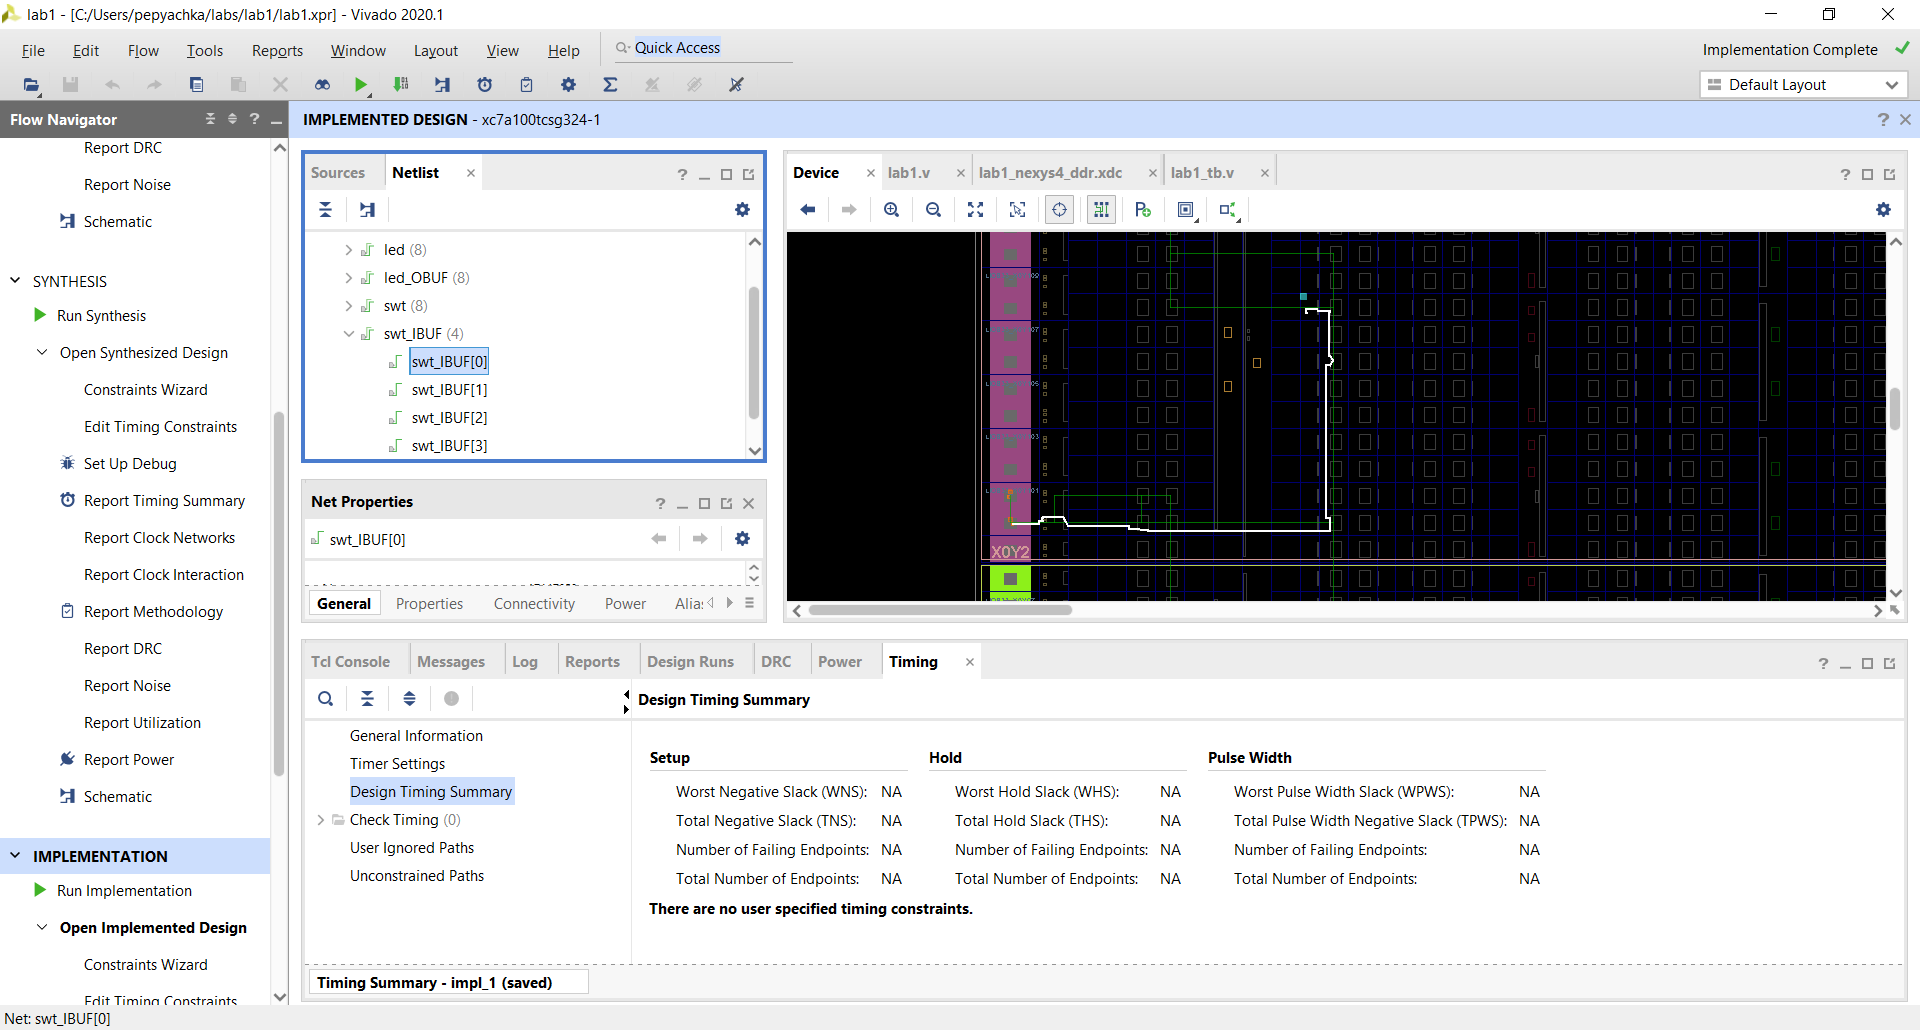 lab1 - [C:/Users/pepyachka/labs/lab1/lab1.xpr] - Vivado 2020.1
File Edit Flow Tools Reports Window Layout View Help Quick Access
Implementation Complete
Default Layout
Flow Navigator
Report DRC
Report Noise
Schematic
SYNTHESIS
Run Synthesis
Open Synthesized Design
Constraints Wizard
Edit Timing Constraints
Set Up Debug
Report Timing Summary
Report Clock Networks
Report Clock Interaction
Report Methodology
Report DRC
Report Noise
Report Utilization
Report Power
Schematic
IMPLEMENTATION
Run Implementation
Open Implemented Design
Constraints Wizard
Edit Timing Constraints
IMPLEMENTED DESIGN - xc7a100tcsg324-1
Sources Netlist
led (8)
led_OBUF (8)
swt (8)
swt_IBUF (4)
swt_IBUF[0]
swt_IBUF[1]
swt_IBUF[2]
swt_IBUF[3]
Net Properties
swt_IBUF[0]
General Properties Connectivity Power Alias
Device lab1.v lab1_nexys4_ddr.xdc lab1_tb.v
X0Y2
Tcl Console Messages Log Reports Design Runs DRC Power Timing
General Information
Timer Settings
Design Timing Summary
Check Timing (0)
User Ignored Paths
Unconstrained Paths
Design Timing Summary
Setup Hold Pulse Width
Worst Negative Slack (WNS): NA Worst Hold Slack (WHS): NA Worst Pulse Width Slack (WPWS): NA
Total Negative Slack (TNS): NA Total Hold Slack (THS): NA Total Pulse Width Negative Slack (TPWS): NA
Number of Failing Endpoints: NA Number of Failing Endpoints: NA Number of Failing Endpoints: NA
Total Number of Endpoints: NA Total Number of Endpoints: NA Total Number of Endpoints: NA
There are no user specified timing constraints.
Timing Summary - impl_1 (saved)
Net: swt_IBUF[0]